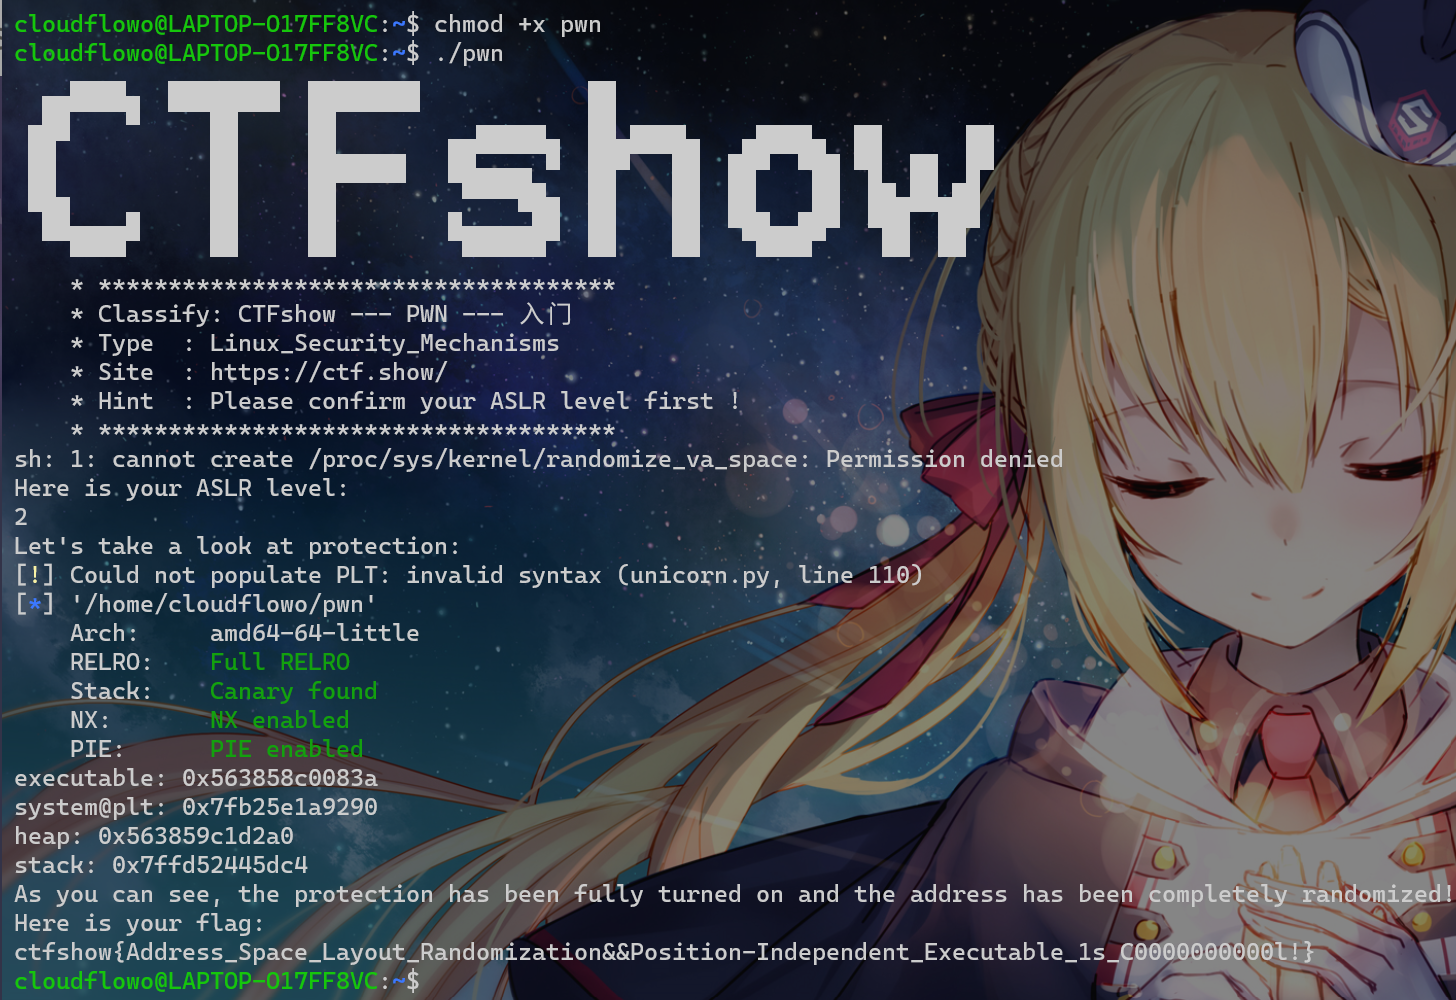 cloudflowo@LAPTOP-O17FF8VC:~$ chmod +x pwn
cloudflowo@LAPTOP-O17FF8VC:~$ ./pwn
CTFshow
* *************************************
* Classify: CTFshow --- PWN --- 入门
* Type  : Linux_Security_Mechanisms
* Site  : https://ctf.show/
* Hint  : Please confirm your ASLR level first !
* *************************************
sh: 1: cannot create /proc/sys/kernel/randomize_va_space: Permission denied
Here is your ASLR level:
2
Let's take a look at protection:
[!] Could not populate PLT: invalid syntax (unicorn.py, line 110)
[*] '/home/cloudflowo/pwn'
Arch:     amd64-64-little
RELRO:    Full RELRO
Stack:    Canary found
NX:       NX enabled
PIE:      PIE enabled
executable: 0x563858c0083a
system@plt: 0x7fb25e1a9290
heap: 0x563859c1d2a0
stack: 0x7ffd52445dc4
As you can see, the protection has been fully turned on and the address has been completely randomized!
Here is your flag:
ctfshow{Address_Space_Layout_Randomization&&Position-Independent_Executable_1s_C0000000000l!}
cloudflowo@LAPTOP-O17FF8VC:~$